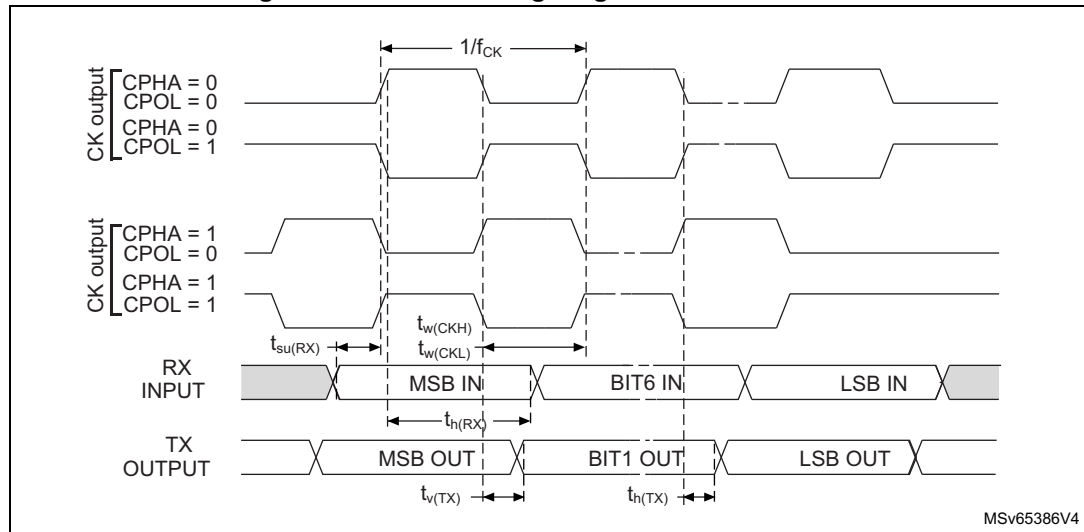 1/fCK
CK output
CPHA = 0
CPOL = 0
CPHA = 0
CPOL = 1
CK output
CPHA = 1
CPOL = 0
CPHA = 1
CPOL = 1
tw(CKH)
tw(CKL)
tsu(RX)
RX
INPUT
MSB IN
BIT6 IN
LSB IN
th(RX)
TX
OUTPUT
MSB OUT
BIT1 OUT
LSB OUT
tv(TX)
th(TX)
MSv65386V4